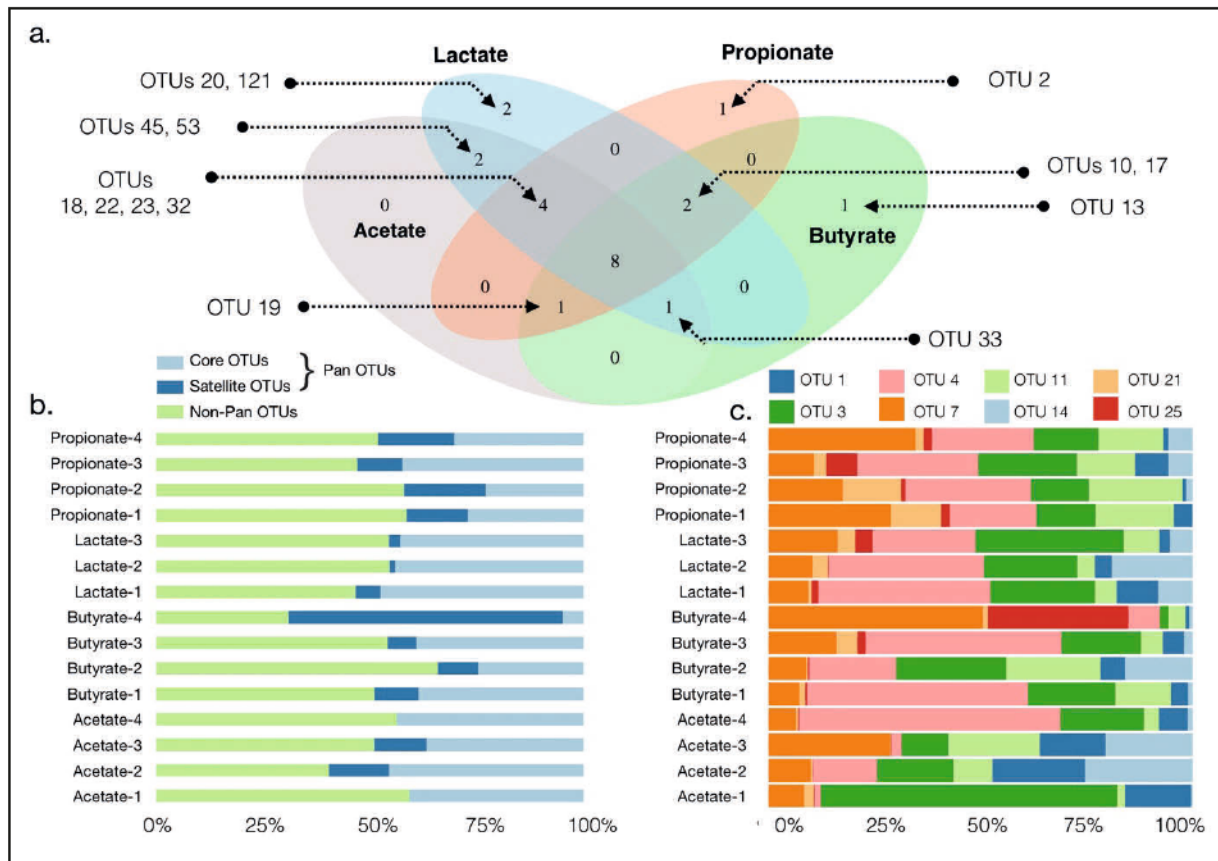 a.
Lactate
Propionate
OTUs 20, 121
OTU 2
2
1
OTUs 45, 53
0
2
0
OTUs 10, 17
OTUs
18, 22, 23, 32
0
4
2
1
OTU 13
Acetate
Butyrate
8
0
0
OTU 19
1
1
OTU 33
0
Core OTUs
Satellite OTUs
} Pan OTUs
Non-Pan OTUs
b.
Propionate-4
Propionate-3
Propionate-2
Propionate-1
Lactate-3
Lactate-2
Lactate-1
Butyrate-4
Butyrate-3
Butyrate-2
Butyrate-1
Acetate-4
Acetate-3
Acetate-2
Acetate-1
0% 25% 50% 75% 100%
c.
OTU 1 OTU 4 OTU 11 OTU 21
OTU 3 OTU 7 OTU 14 OTU 25
Propionate-4
Propionate-3
Propionate-2
Propionate-1
Lactate-3
Lactate-2
Lactate-1
Butyrate-4
Butyrate-3
Butyrate-2
Butyrate-1
Acetate-4
Acetate-3
Acetate-2
Acetate-1
0% 25% 50% 75% 100%